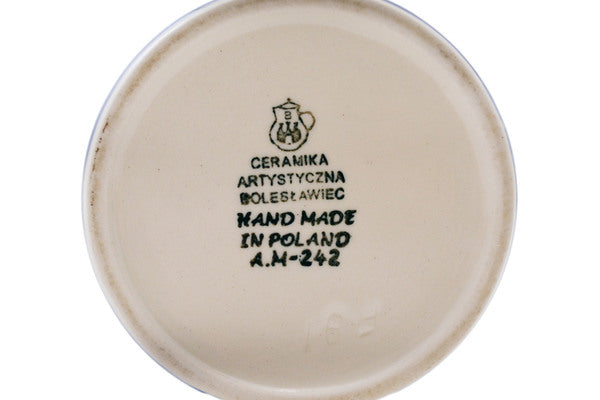 B
CERAMIKA
ARTYSTYCZNA
BOLESŁAWIEC
HAND MADE
IN POLAND
A.M-242